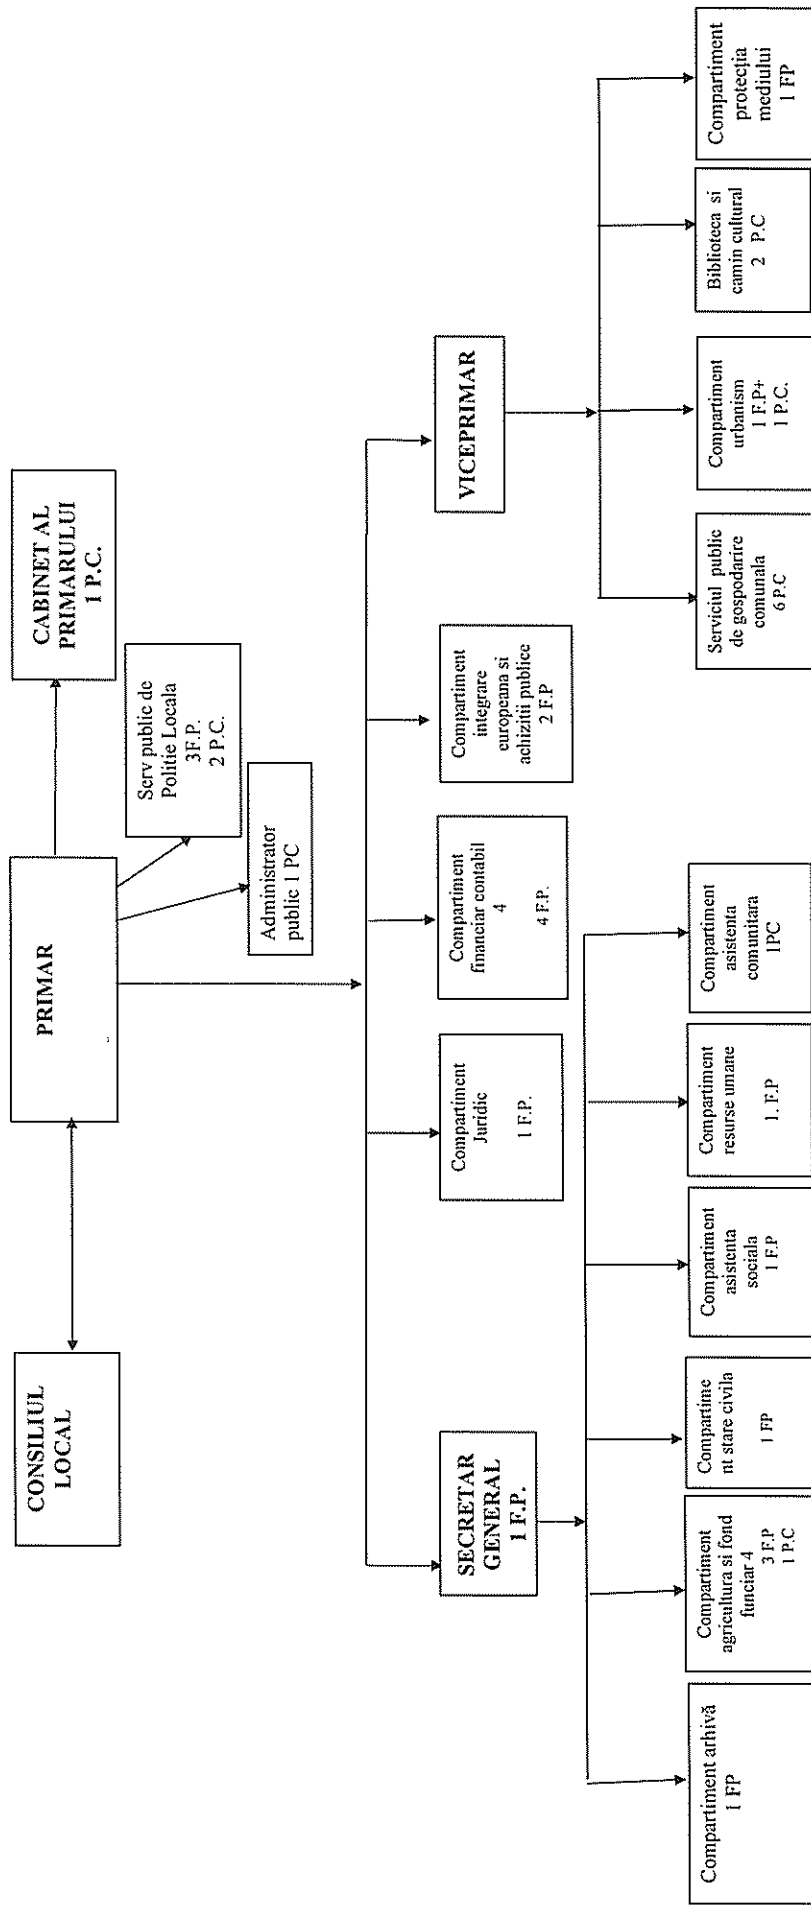 CONSILIUL
LOCAL
PRIMAR
CABINET AL
PRIMARULUI
1 P.C.
Serv public de
Politie Locala
3F.P.
2 P.C.
Administrator
public 1 PC
SECRETAR
GENERAL
1 F.P.
Compartiment
Juridic
1 F.P.
Compartiment
financiar contabil
4
4 F.P.
Compartiment
integrare
europeana si
achizitii publice
2 F.P
VICEPRIMAR
Compartiment arhivă
1 FP
Compartiment
agricultura si fond
funciar 4
3 F.P
1 P.C
Compartime
nt stare civila
1 FP
Compartiment
asistenta
sociala
1 F.P
Compartiment
resurse umane
1. F.P
Compartiment
asistenta
comunitara
1PC
Serviciul public
de gospodarire
comunala
6 P.C
Compartiment
urbanism
1 F.P+
1 P.C.
Biblioteca si
camin cultural
2 P.C
Compartiment
protecția
mediului
1 FP